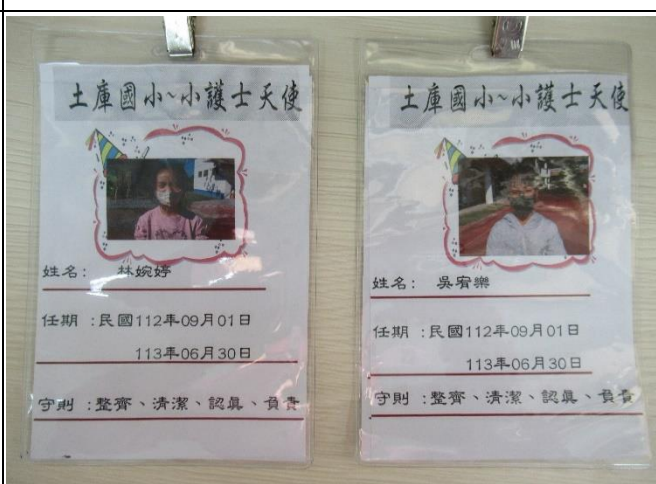 土庫國小~小護士天使
姓名: 林婉婷
任期 :民國112年09月01日
113年06月30日
守則 :整齊、清潔、認真、負責
土庫國小~小護士天使
姓名: 吳宥樂
任期 :民國112年09月01日
113年06月30日
守則 :整齊、清潔、認真、負責